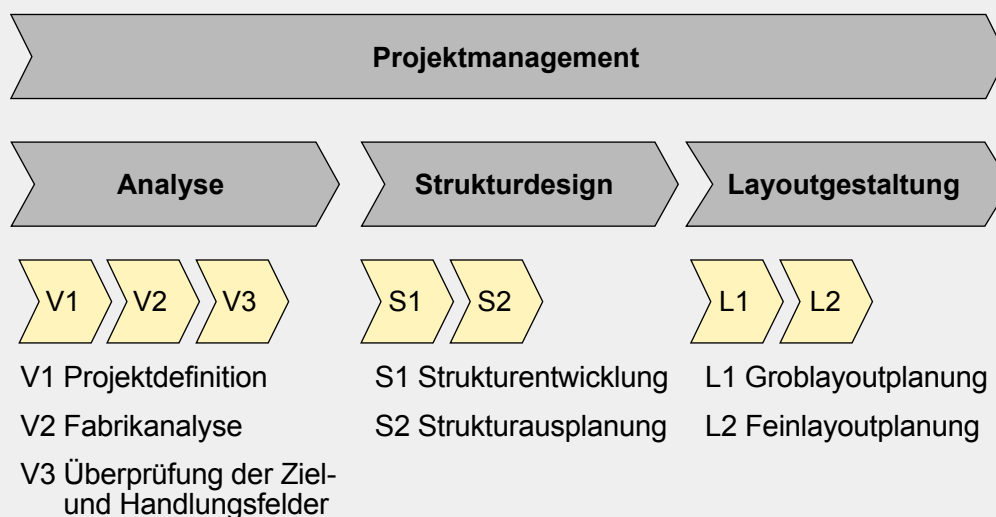 Projektmanagement
Analyse
Strukturdesign
Layoutgestaltung
V1
V2
V3
S1
S2
L1
L2
V1 Projektdefinition
V2 Fabrikanalyse
V3 Überprüfung der Ziel-
und Handlungsfelder
S1 Strukturentwicklung
S2 Strukturausplanung
L1 Groblayoutplanung
L2 Feinlayoutplanung